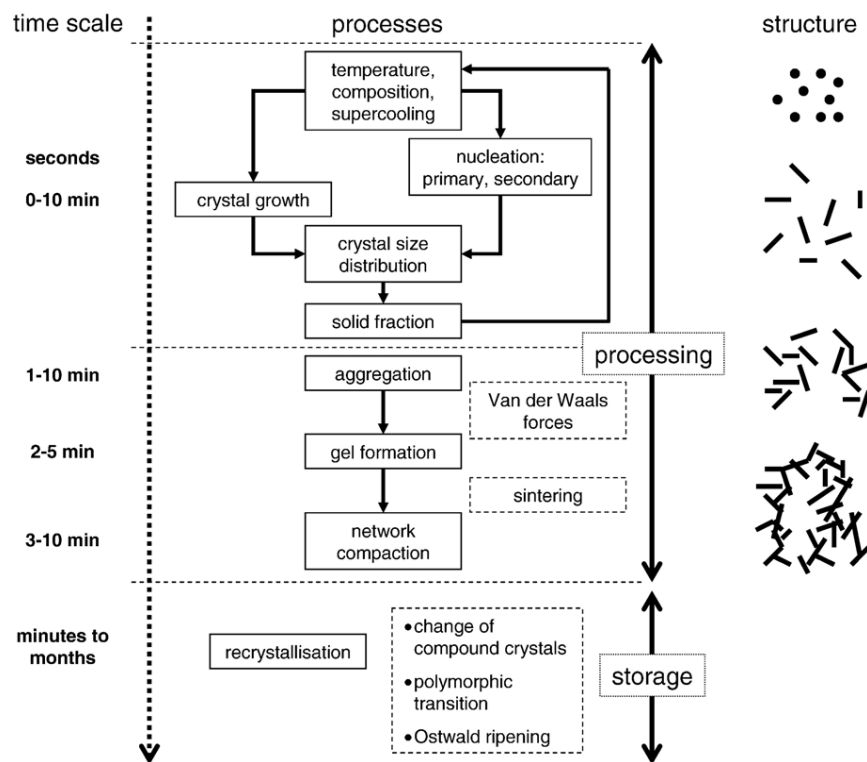 time scale
processes
structure
temperature,
composition,
supercooling
seconds
nucleation:
primary, secondary
0-10 min
crystal growth
crystal size
distribution
solid fraction
processing
1-10 min
aggregation
Van der Waals
forces
2-5 min
gel formation
sintering
3-10 min
network
compaction
minutes to
months
recrystallisation
•change of
compound crystals
•polymorphic
transition
•Ostwald ripening
storage